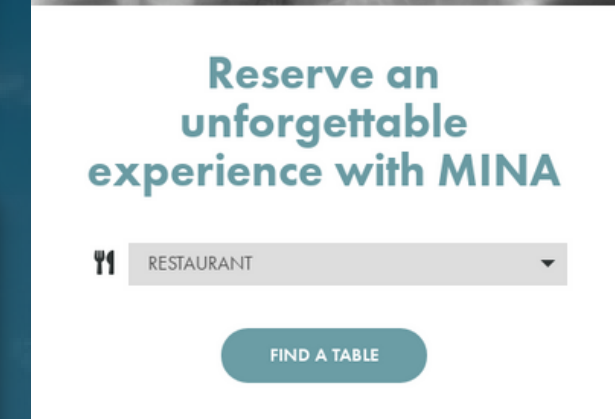 Reserve an
unforgettable
experience with MINA
RESTAURANT
FIND A TABLE